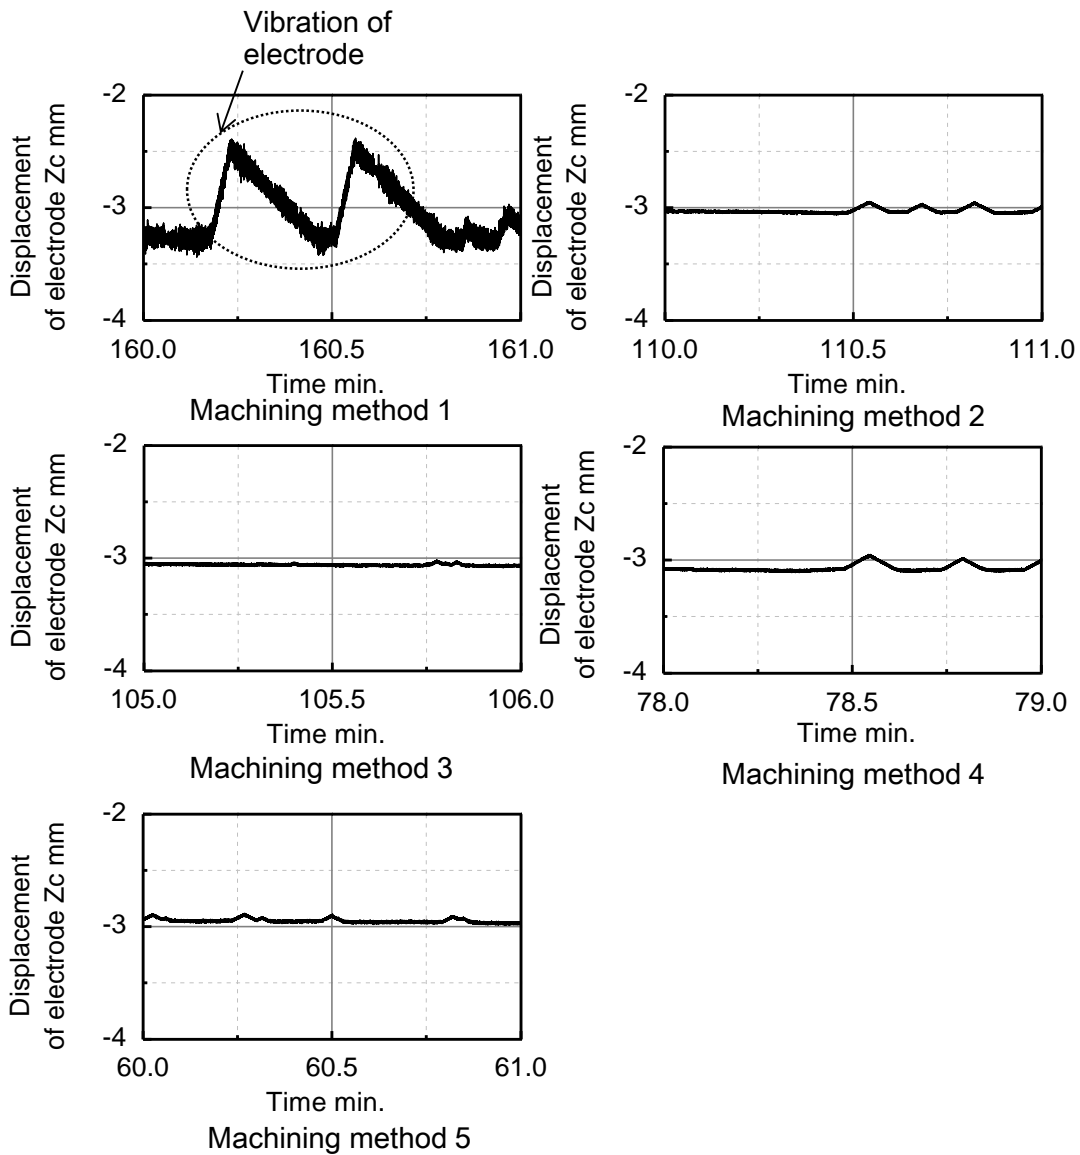 Vibration of
electrode
Displacement
of electrode Zc mm
-2
-3
-4
160.0 160.5 161.0
Time min.
Machining method 1
Displacement
of electrode Zc mm
-2
-3
-4
110.0 110.5 111.0
Time min.
Machining method 2
Displacement
of electrode Zc mm
-2
-3
-4
105.0 105.5 106.0
Time min.
Machining method 3
Displacement
of electrode Zc mm
-2
-3
-4
78.0 78.5 79.0
Time min.
Machining method 4
Displacement
of electrode Zc mm
-2
-3
-4
60.0 60.5 61.0
Time min.
Machining method 5